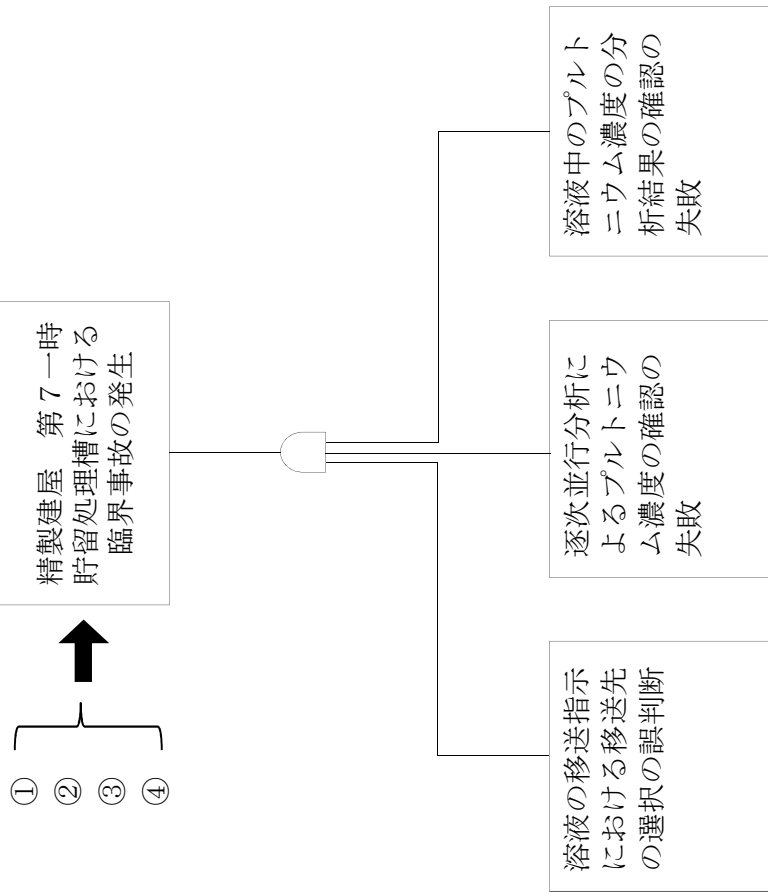 ①
②
③
④
精製建屋 第7一時
貯留処理槽における
臨界事故の発生
溶液の移送指示
における移送先
の選択の誤判断
逐次並行分析に
よるプルトニウ
ム濃度の確認の
失敗
溶液中のプルト
ニウム濃度の分
析結果の確認の
失敗